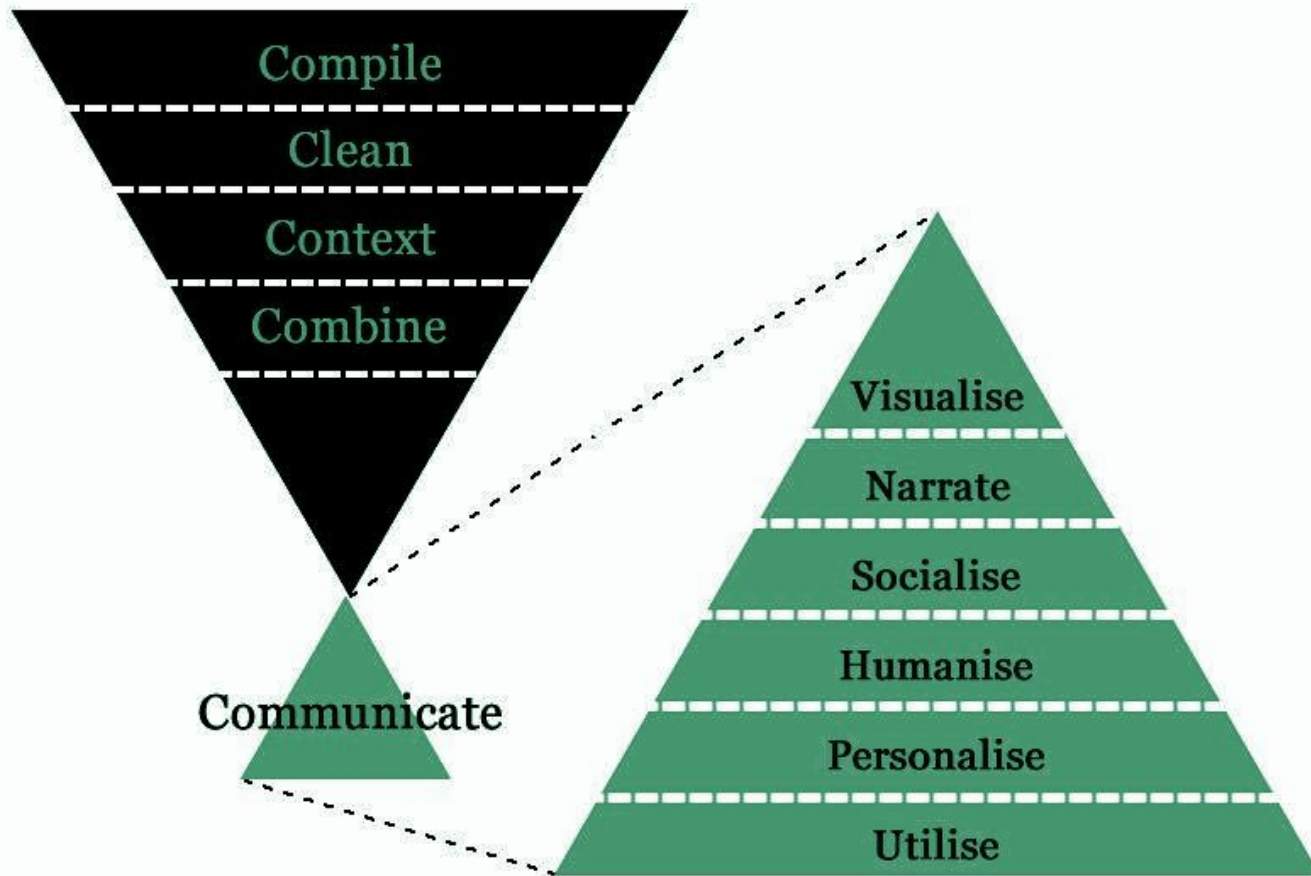 Compile
Clean
Context
Combine
Communicate
Visualise
Narrate
Socialise
Humanise
Personalise
Utilise